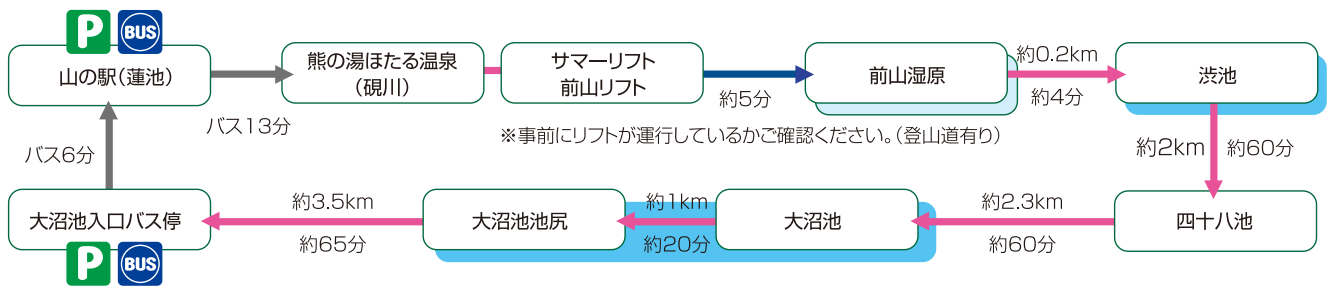 P BUS
山の駅（蓮池）
バス13分
熊の湯ほたる温泉
（硯川）
サマーリフト
前山リフト
約5分
※事前にリフトが運行しているかご確認ください。（登山道有り）
前山湿原
約0.2km
約4分
渋池
約2km
約60分
四十八池
約2.3km
約60分
大沼池
約1km
約20分
大沼池池尻
約3.5km
約65分
大沼池入口バス停
P BUS
バス6分